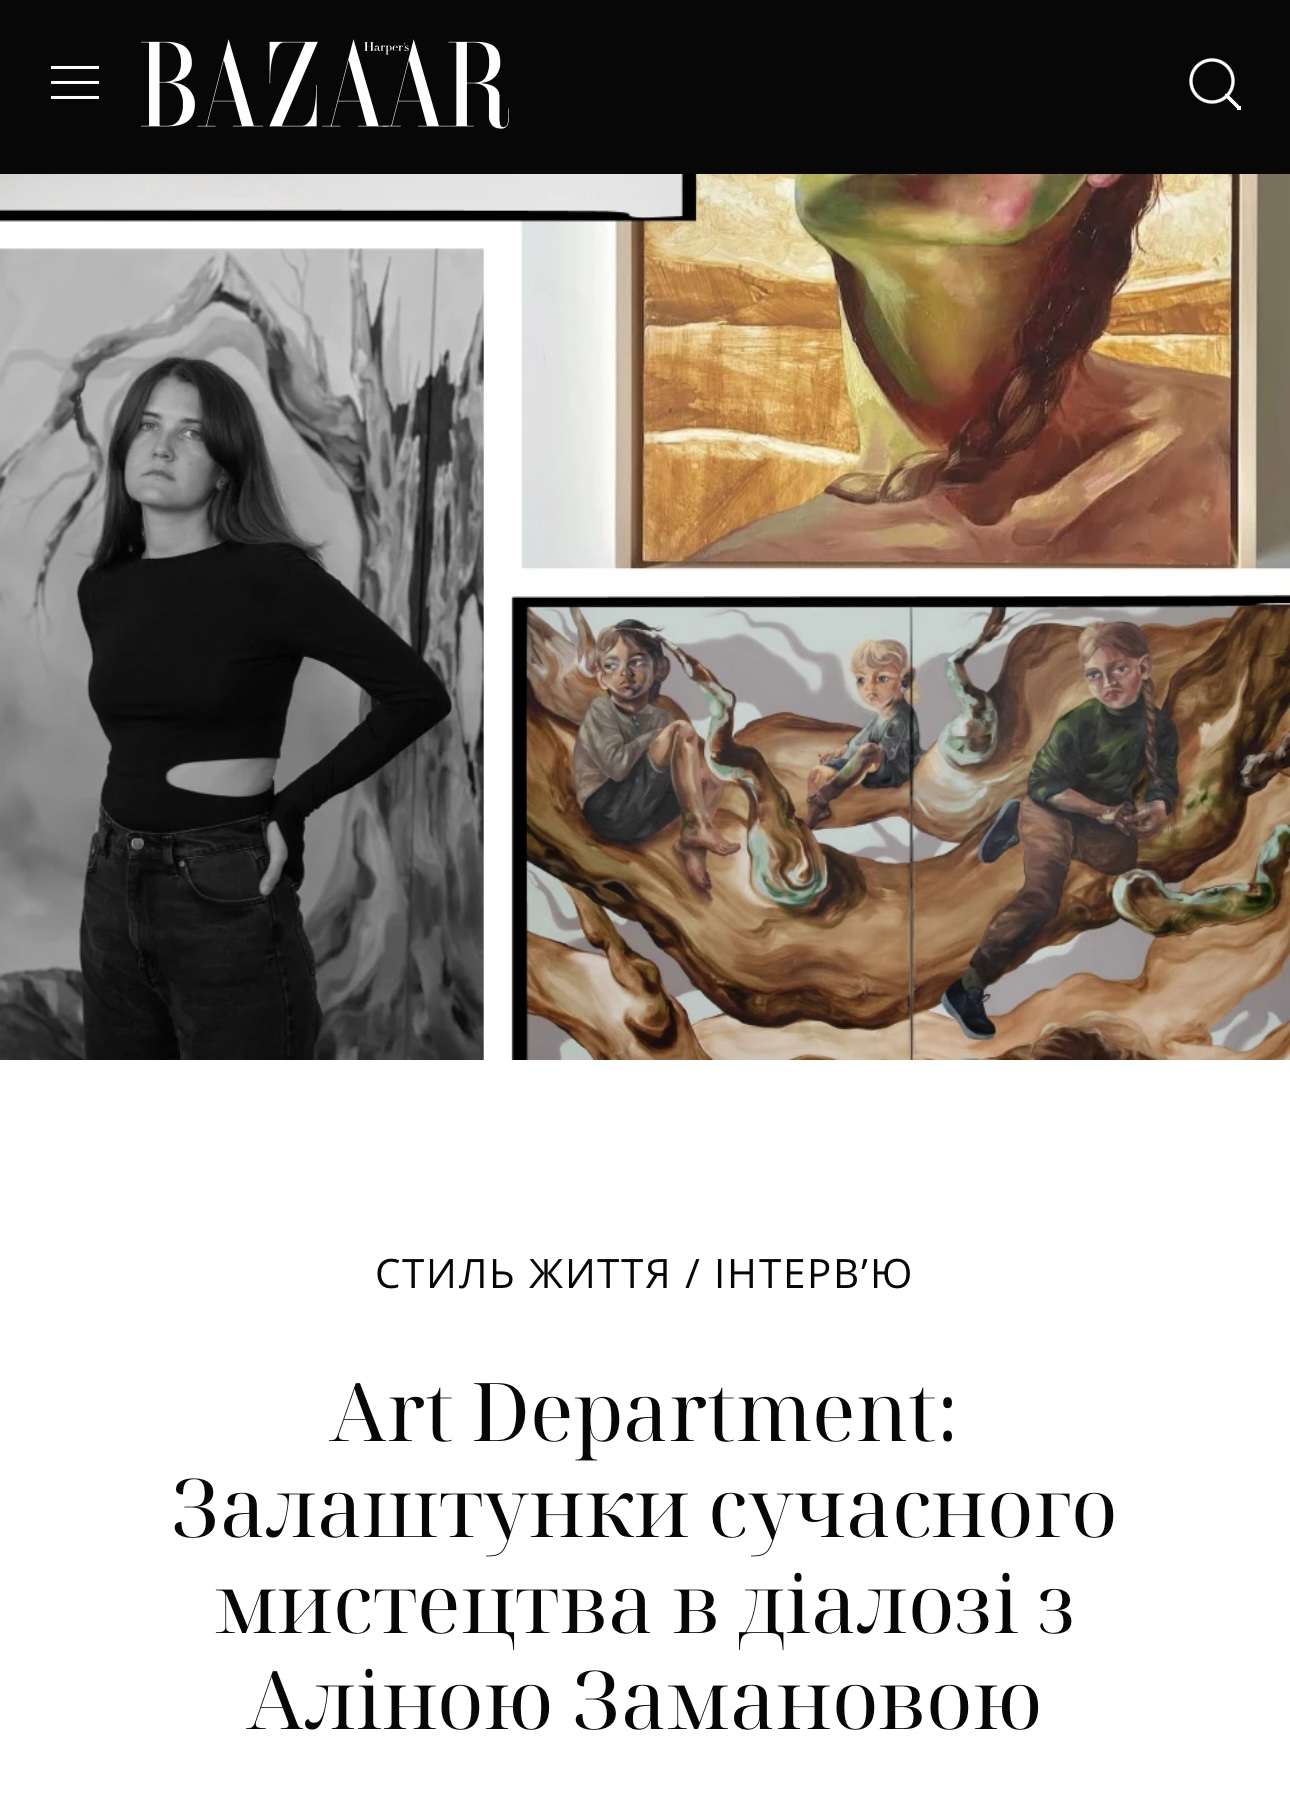 Harper's
BAZAAR
СТИЛЬ ЖИТТЯ / ІНТЕРВ’Ю
Art Department:
Залаштунки сучасного
мистецтва в діалозі з
Аліною Замановою